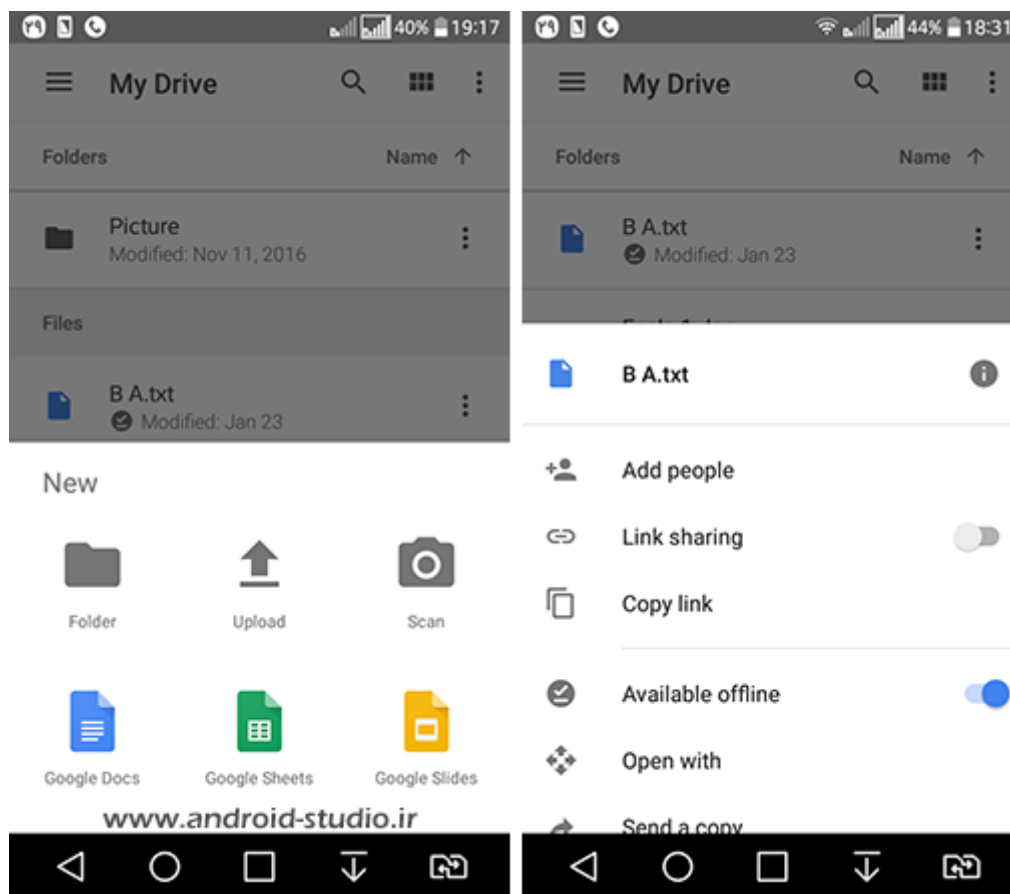 ۲۹ 40% 19:17
My Drive
Folders Name
Picture
Modified: Nov 11, 2016
Files
B A.txt
Modified: Jan 23
New
Folder Upload Scan
Google Docs Google Sheets Google Slides
www.android-studio.ir
۲۹ 44% 18:31
My Drive
Folders Name
B A.txt
Modified: Jan 23
B A.txt
Add people
Link sharing
Copy link
Available offline
Open with
Send a copy